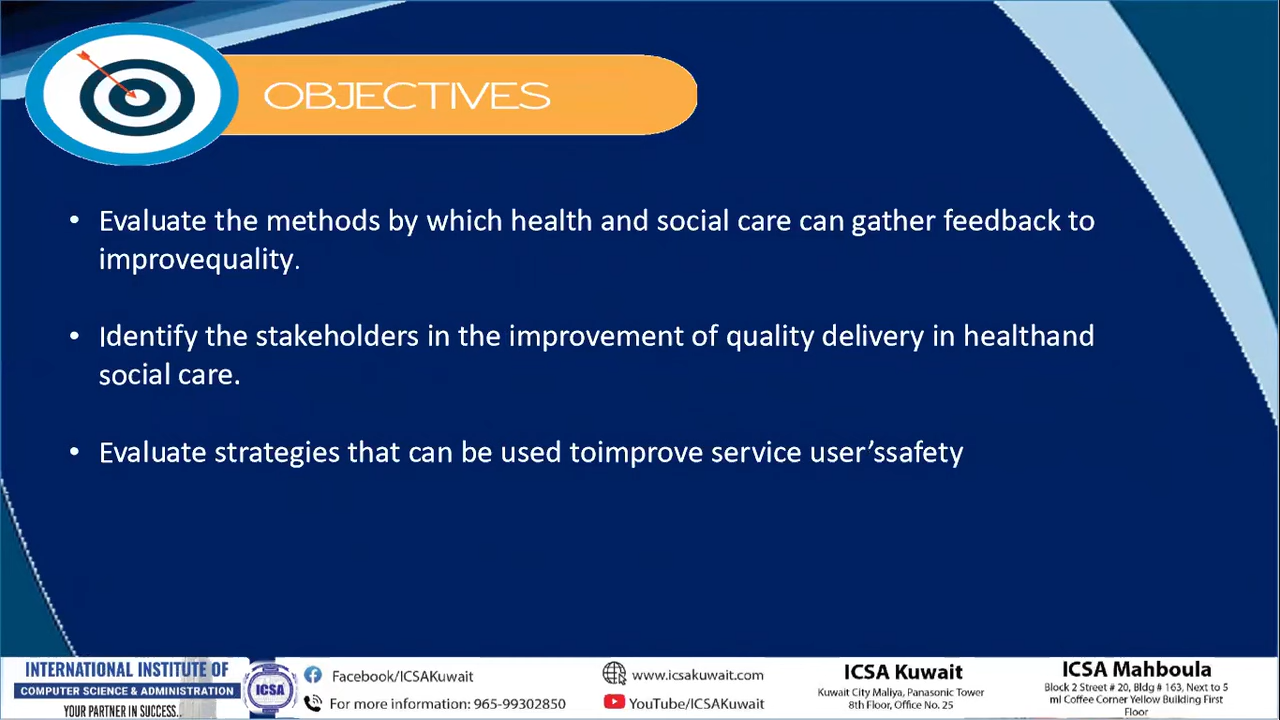 OBJECTIVES
• Evaluate the methods by which health and social care can gather feedback to
improvequality.
• Identify the stakeholders in the improvement of quality delivery in healthand
social care.
• Evaluate strategies that can be used toimprove service user’ssafety
INTERNATIONAL INSTITUTE OF
COMPUTER SCIENCE & ADMINISTRATION
YOUR PARTNER IN SUCCESS..
ICSA
Facebook/ICSAKuwait
For more information: 965-99302850
www.icsakuwait.com
YouTube/ICSAKuwait
ICSA Kuwait
Kuwait City Maliya, Panasonic Tower
8th Floor, Office No. 25
ICSA Mahboula
Block 2 Street # 20, Bldg # 163, Next to 5
ml Coffee Corner Yellow Building First
Floor